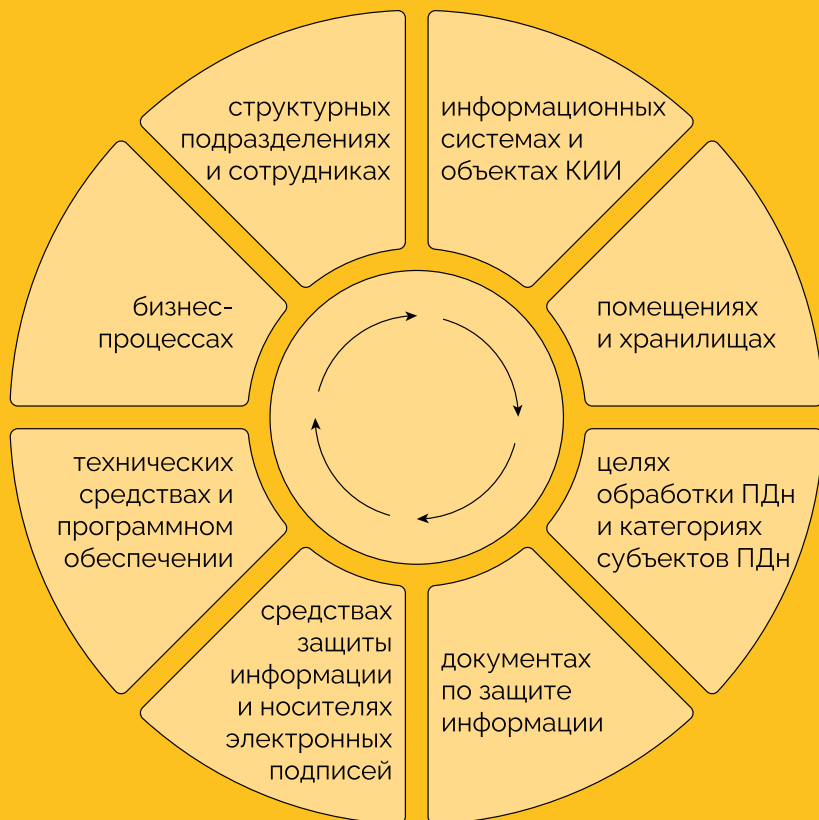 структурных
подразделениях
и сотрудниках
информационных
системах и
объектах КИИ
помещениях
и хранилищах
целях
обработки ПДн
и категориях
субъектов ПДн
документах
по защите
информации
средствах
защиты
информации
и носителях
электронных
подписей
технических
средствах и
программном
обеспечении
бизнес-
процессах